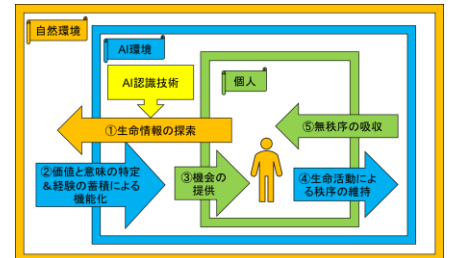 自然環境
AI環境
個人
AI認識技術
①生命情報の探索
⑤無秩序の吸収
②価値と意味の特定
&経験の蓄積による
機能化
③機会の
提供
④生命活動によ
る秩序の維持